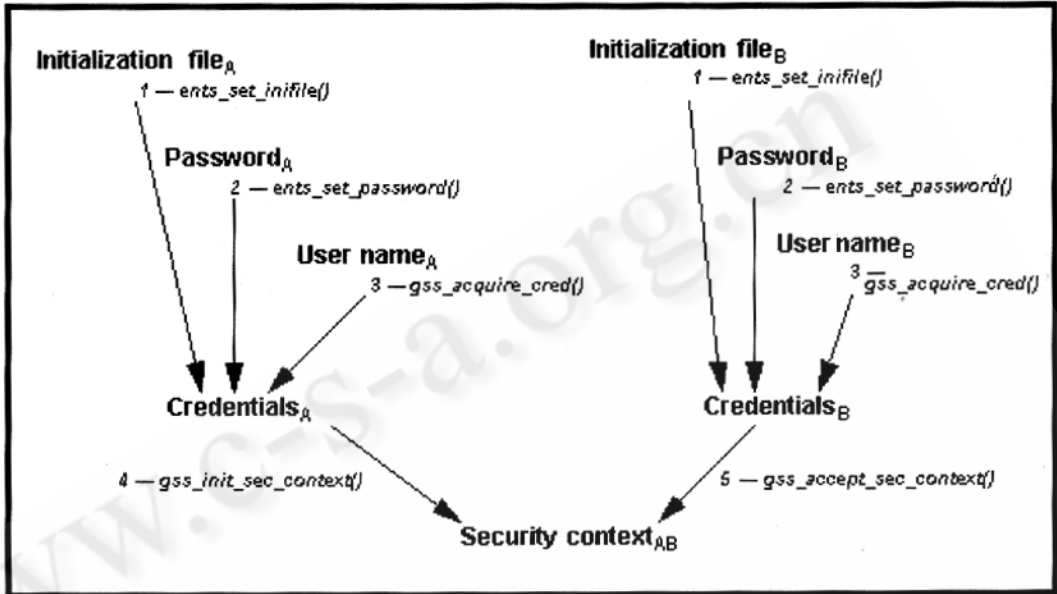 Initialization fileA
1 — ents_set_inifile()
PasswordA
2 — ents_set_password()
User nameA
3 — gss_acquire_cred()
CredentialsA
4 — gss_init_sec_context()
Initialization fileB
1 — ents_set_inifile()
PasswordB
2 — ents_set_password()
User nameB
3 —
gss_acquire_cred()
CredentialsB
5 — gss_accept_sec_context()
Security contextAB
www.c-s-a.org.cn